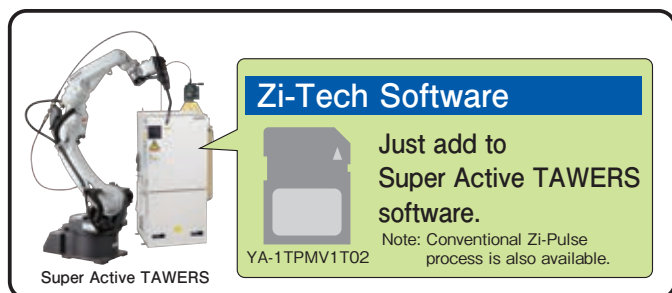 Zi-Tech Software
Just add to
Super Active TAWERS
software.
Note: Conventional Zi-Pulse
process is also available.
YA-1TPMV1T02
Super Active TAWERS